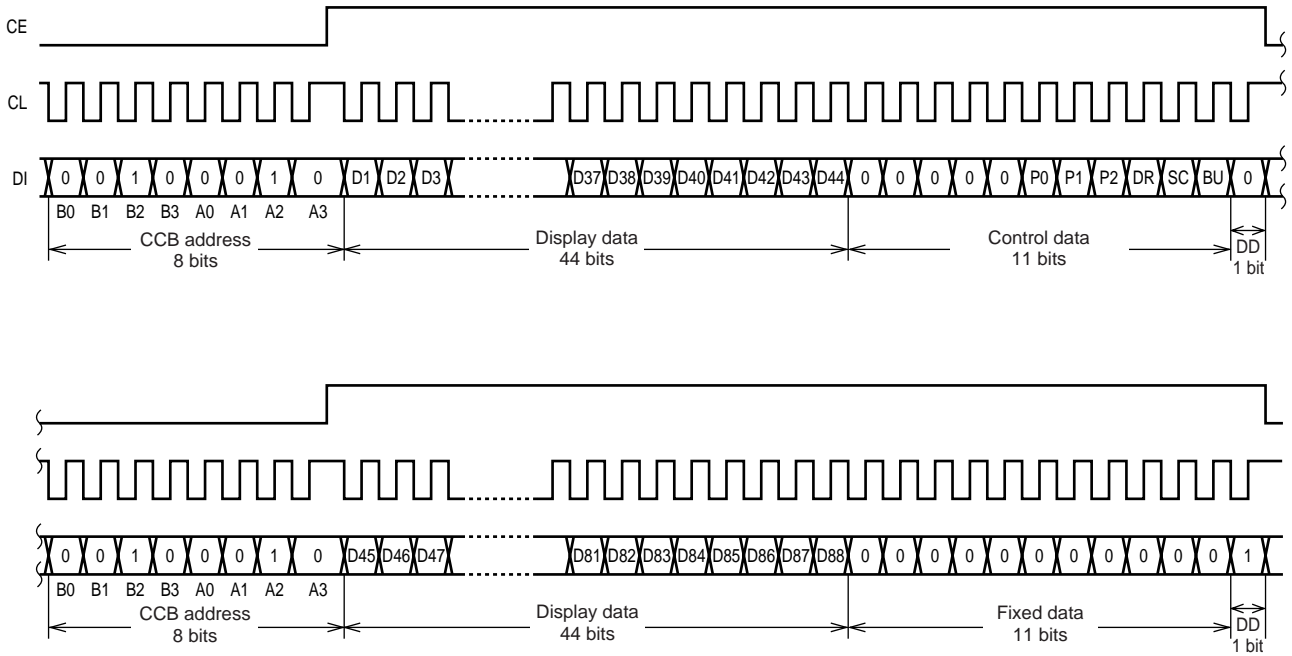 CE
CL
DI 0 0 1 0 0 0 1 0 D1 D2 D3 D37 D38 D39 D40 D41 D42 D43 D44 0 0 0 0 0 P0 P1 P2 DR SC BU 0
B0 B1 B2 B3 A0 A1 A2 A3
CCB address
8 bits
Display data
44 bits
Control data
11 bits
DD
1 bit
0 0 1 0 0 0 1 0 D45 D46 D47 D81 D82 D83 D84 D85 D86 D87 D88 0 0 0 0 0 0 0 0 0 0 0 1
B0 B1 B2 B3 A0 A1 A2 A3
CCB address
8 bits
Display data
44 bits
Fixed data
11 bits
DD
1 bit